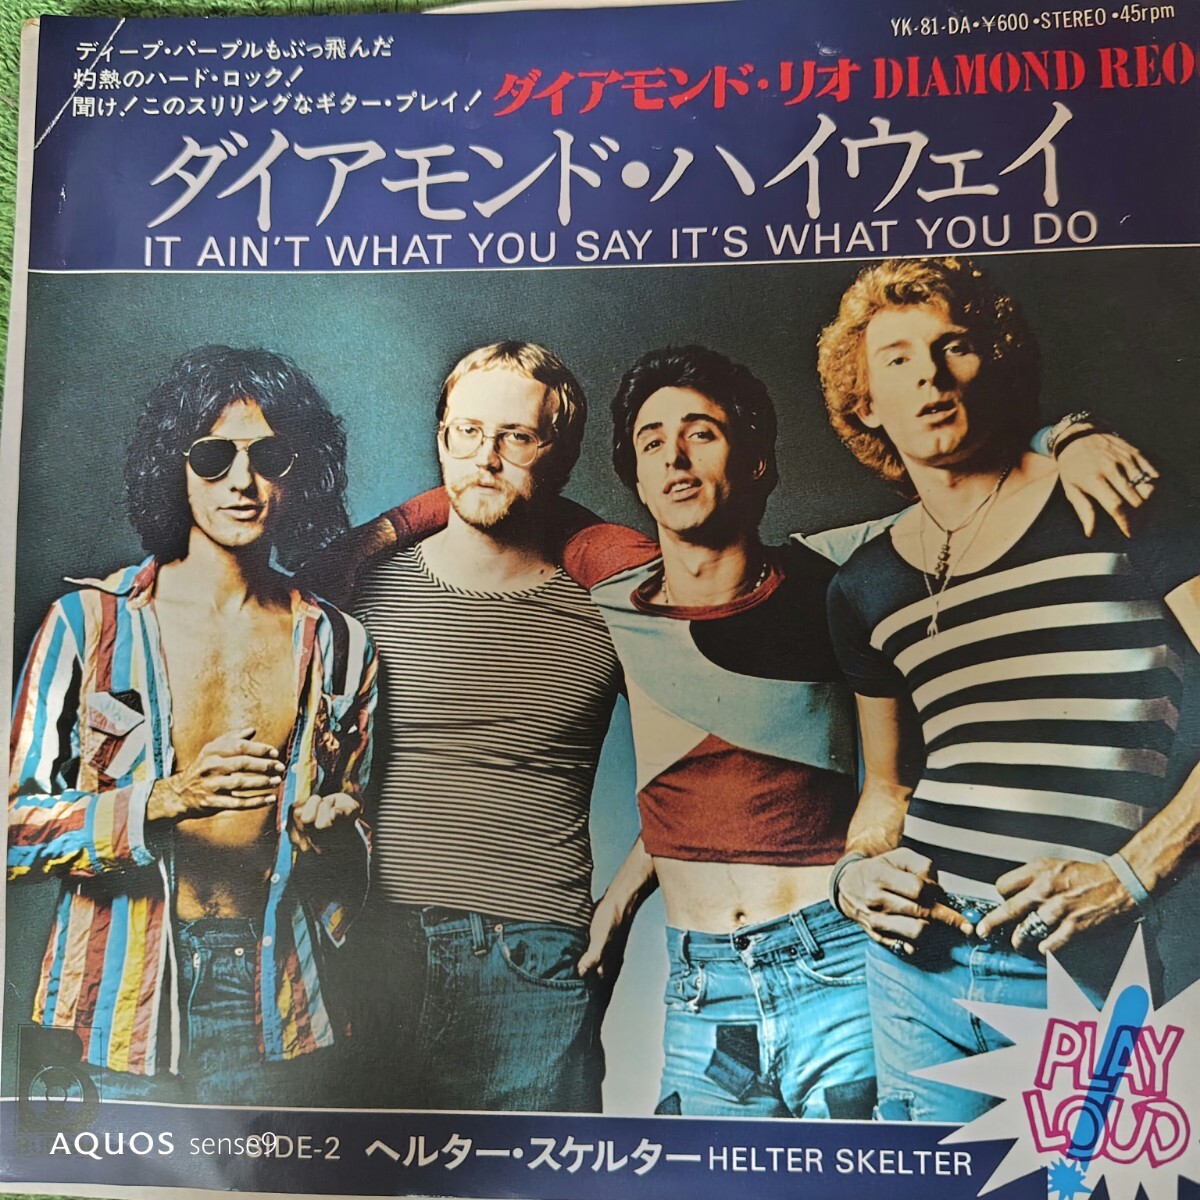 YK-81-DA・¥600・STEREO・45rpm
ディープ・パープルもぶっ飛んだ
灼熱のハード・ロック!
聞け!このスリリングなギター・プレイ!
ダイアモンド・リオ DIAMOND REO
ダイアモンド・ハイウェイ
IT AIN'T WHAT YOU SAY IT'S WHAT YOU DO
PLAY
LOUD
!
AQUOS sense9
SIDE-2 ヘルター・スケルター HELTER SKELTER